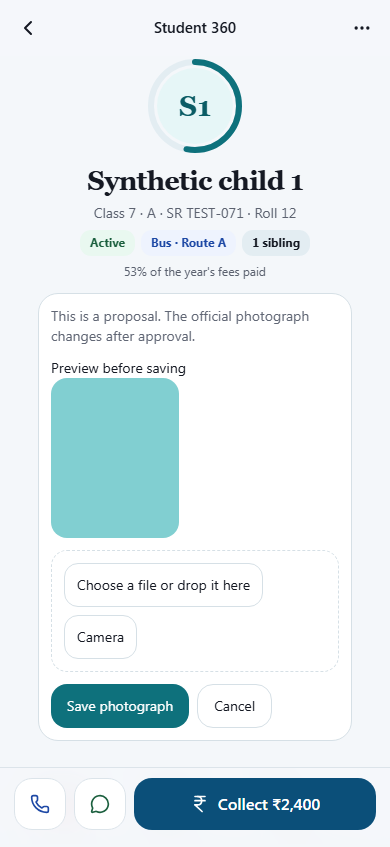 Student 360
S1
Synthetic child 1
Class 7 · A · SR TEST-071 · Roll 12
Active
Bus · Route A
1 sibling
53% of the year's fees paid
This is a proposal. The official photograph
changes after approval.
Preview before saving
Choose a file or drop it here
Camera
Save photograph
Cancel
₹ Collect ₹2,400